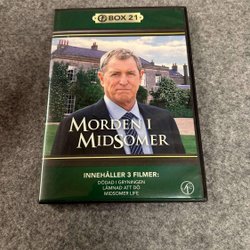 BOX 21
MORDEN I
MIDSOMER
INNEHÅLLER 3 FILMER:
DÖDAD I GRYNINGEN
LÄMNAD ATT DÖ
MIDSOMER LIFE